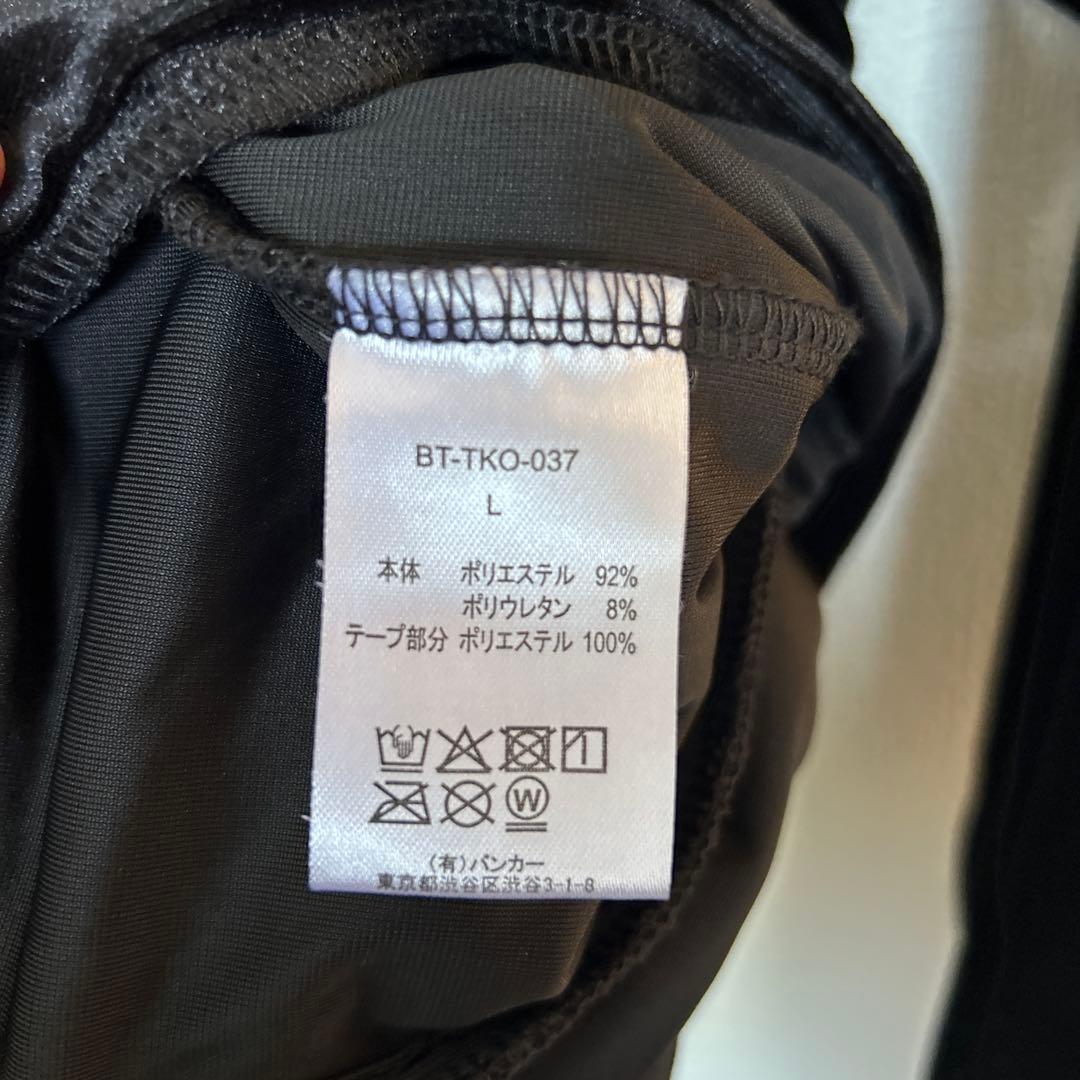 BT-TKO-037
L
本体 ポリエステル 92%
ポリウレタン 8%
テープ部分 ポリエステル 100%
W
(有)バンカー
東京都渋谷区渋谷3-1-8